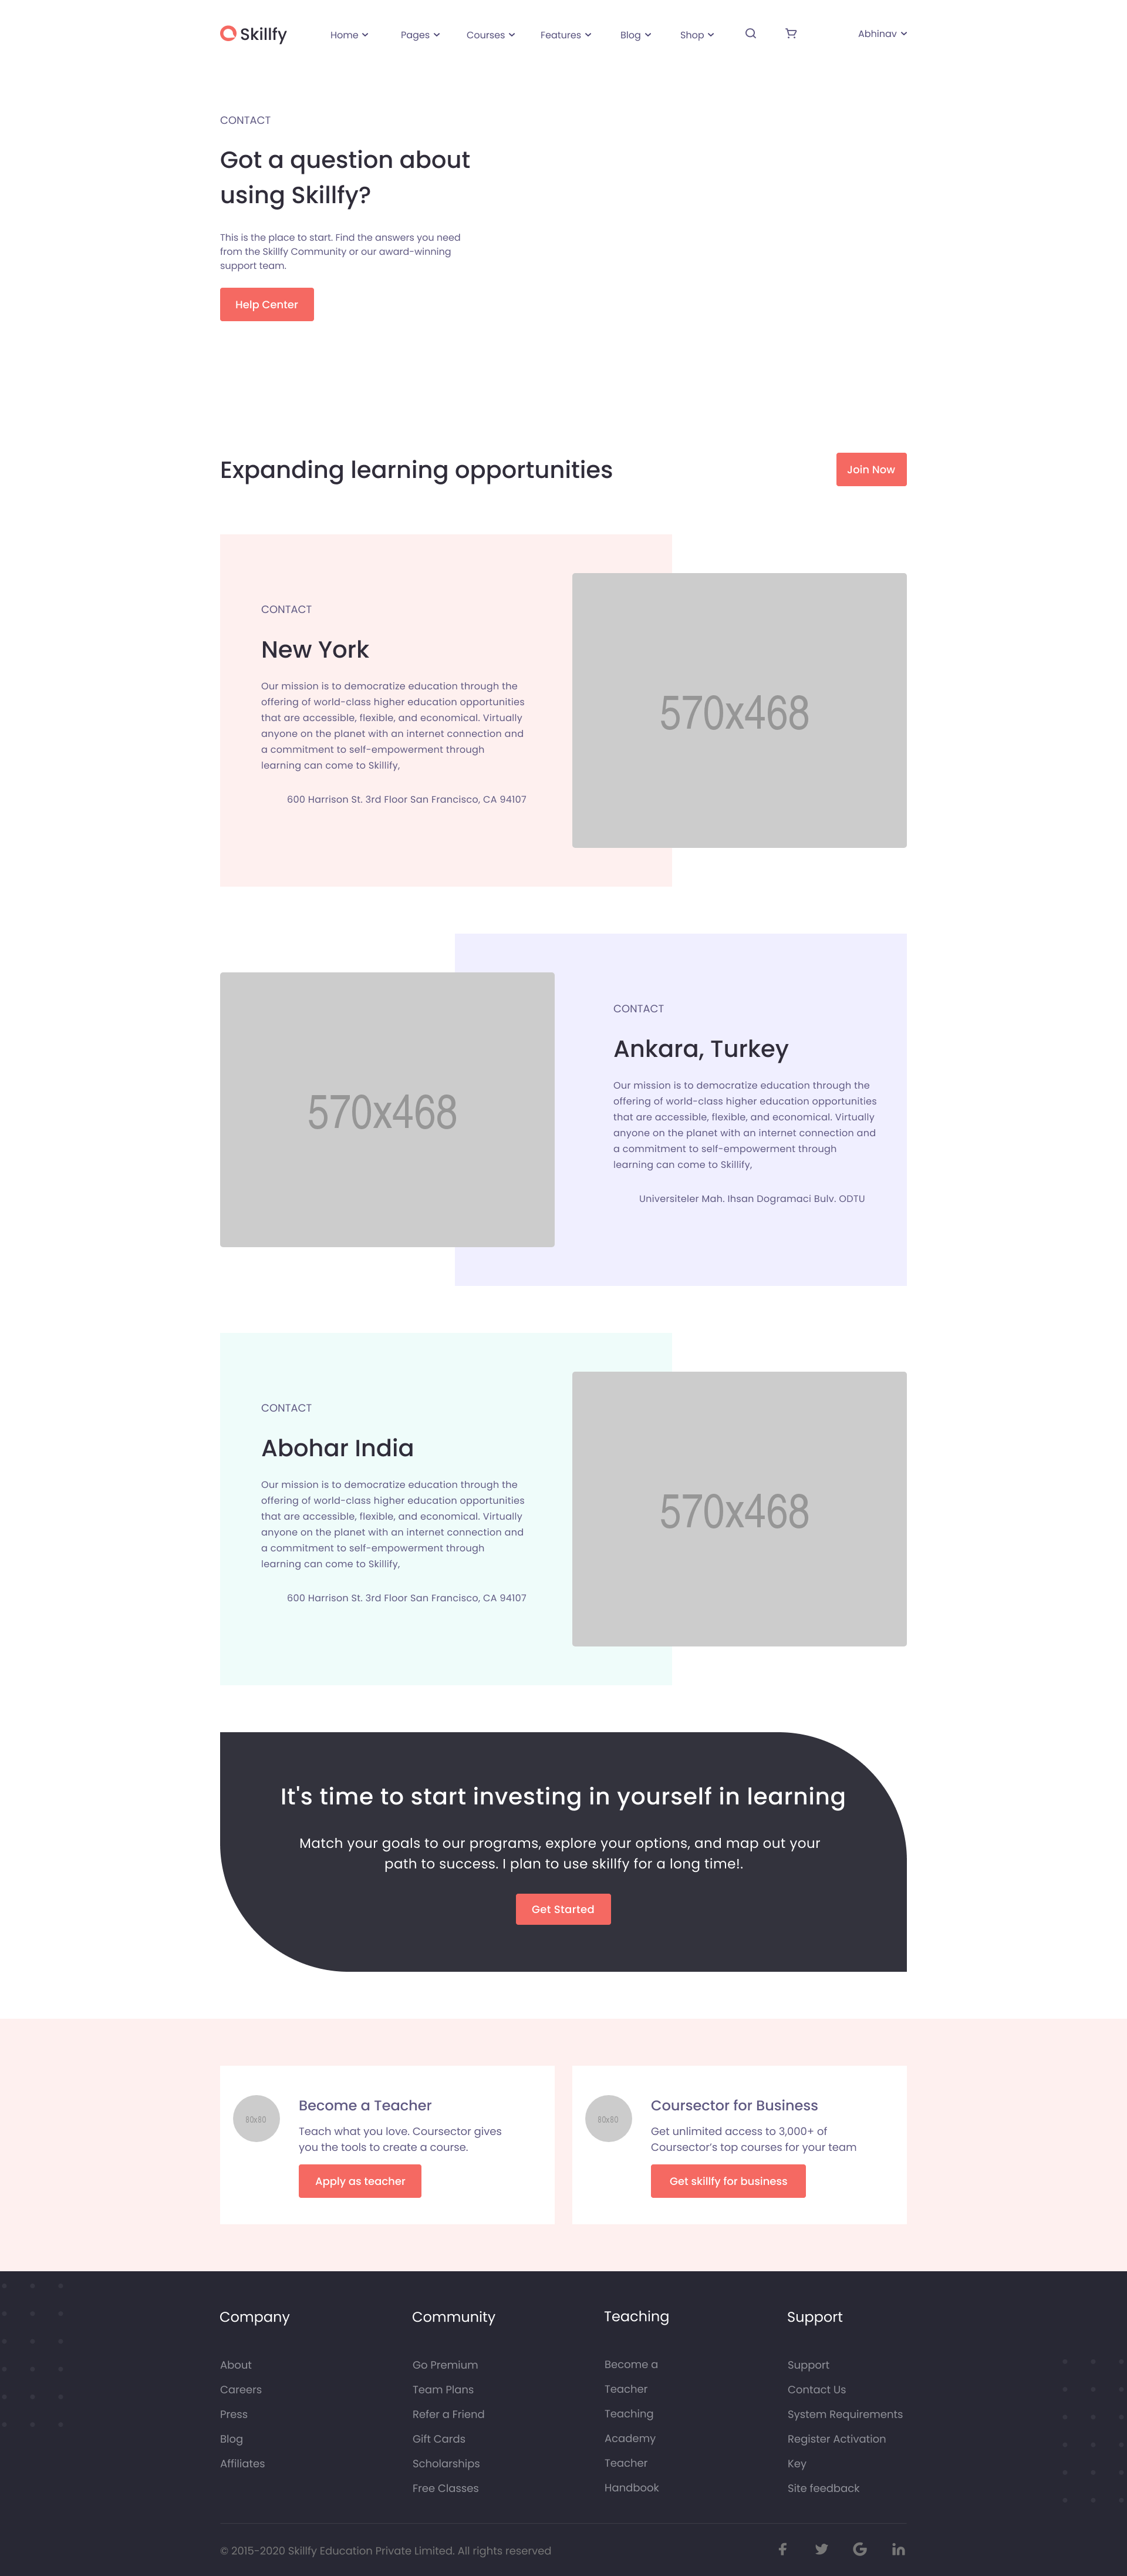 Skillfy
Home
Pages
Courses
Features
Blog
Shop
Abhinav
CONTACT
Got a question about
using Skillfy?
This is the place to start. Find the answers you need
from the Skillfy Community or our award-winning
support team.
Help Center
Expanding learning opportunities
Join Now
CONTACT
New York
Our mission is to democratize education through the
offering of world-class higher education opportunities
that are accessible, flexible, and economical. Virtually
anyone on the planet with an internet connection and
a commitment to self-empowerment through
learning can come to Skillify,
600 Harrison St. 3rd Floor San Francisco, CA 94107
570x468
570x468
CONTACT
Ankara, Turkey
Our mission is to democratize education through the
offering of world-class higher education opportunities
that are accessible, flexible, and economical. Virtually
anyone on the planet with an internet connection and
a commitment to self-empowerment through
learning can come to Skillify,
Universiteler Mah. Ihsan Dogramaci Bulv. ODTU
CONTACT
Abohar India
Our mission is to democratize education through the
offering of world-class higher education opportunities
that are accessible, flexible, and economical. Virtually
anyone on the planet with an internet connection and
a commitment to self-empowerment through
learning can come to Skillify,
600 Harrison St. 3rd Floor San Francisco, CA 94107
570x468
It's time to start investing in yourself in learning
Match your goals to our programs, explore your options, and map out your
path to success. I plan to use skillfy for a long time!.
Get Started
80x80
Become a Teacher
Teach what you love. Coursector gives
you the tools to create a course.
Apply as teacher
80x80
Coursector for Business
Get unlimited access to 3,000+ of
Coursector's top courses for your team
Get skillfy for business
Company
About
Careers
Press
Blog
Affiliates
Community
Go Premium
Team Plans
Refer a Friend
Gift Cards
Scholarships
Free Classes
Teaching
Become a
Teacher
Teaching
Academy
Teacher
Handbook
Support
Support
Contact Us
System Requirements
Register Activation
Key
Site feedback
© 2015-2020 Skillfy Education Private Limited. All rights reserved